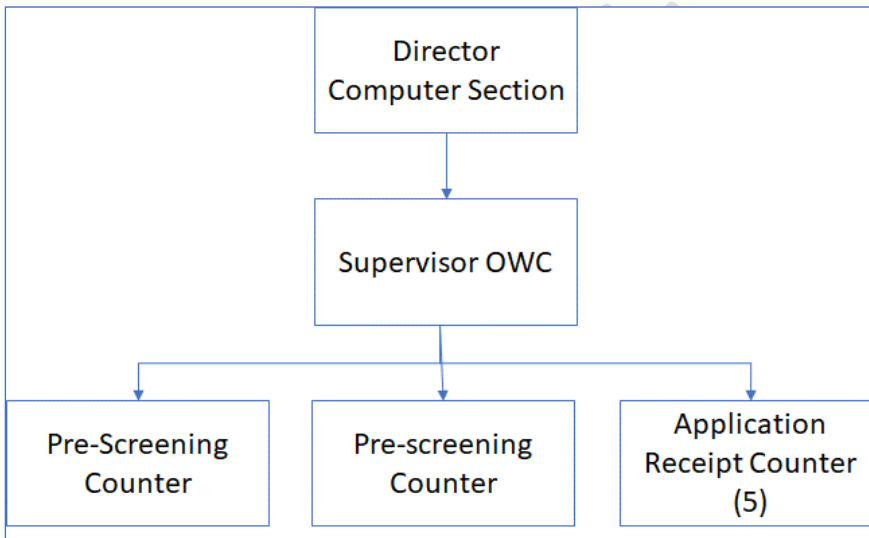 Director
Computer Section
Supervisor OWC
Pre-Screening
Counter
Pre-screening
Counter
Application
Receipt Counter
(5)